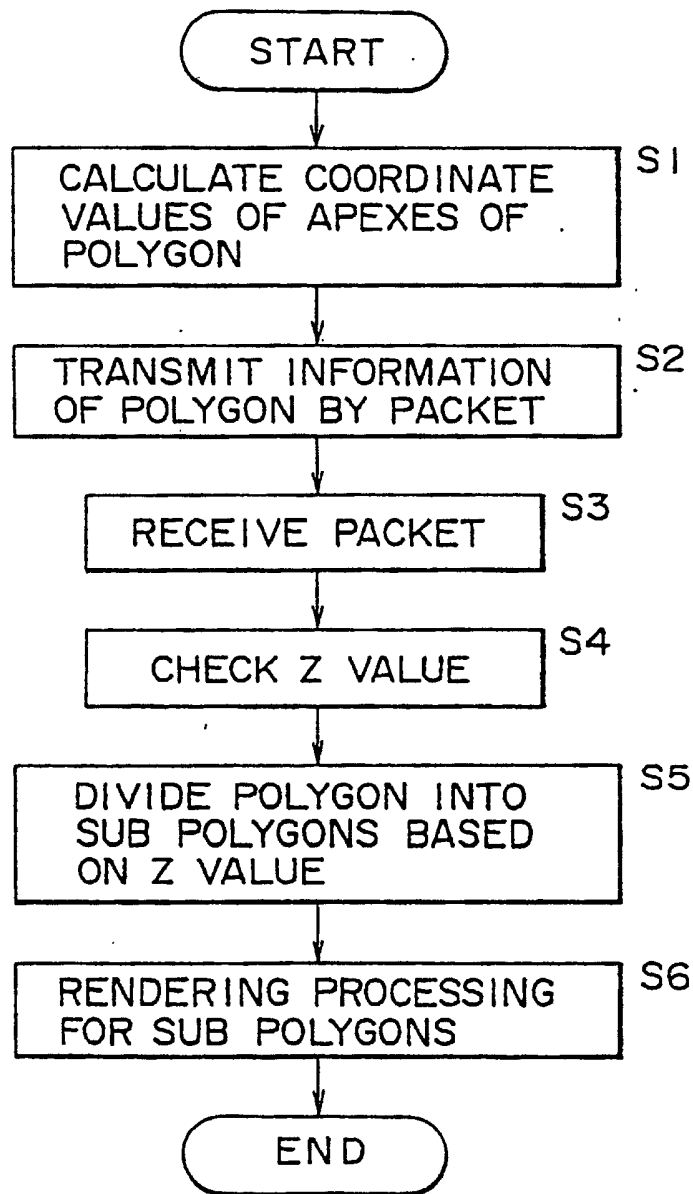 START
S1
CALCULATE COORDINATE
VALUES OF APEXES OF
POLYGON
S2
TRANSMIT INFORMATION
OF POLYGON BY PACKET
S3
RECEIVE PACKET
S4
CHECK Z VALUE
S5
DIVIDE POLYGON INTO
SUB POLYGONS BASED
ON Z VALUE
S6
RENDERING PROCESSING
FOR SUB POLYGONS
END